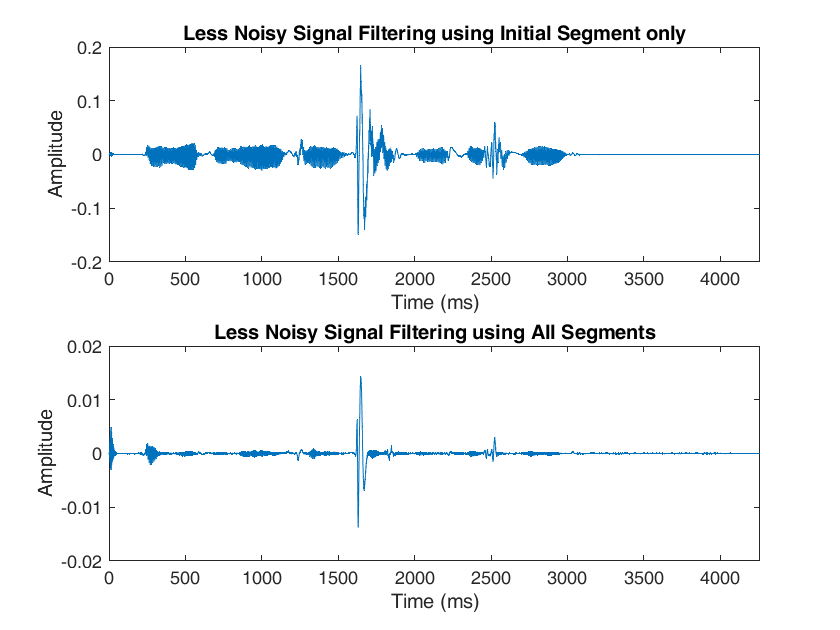 Less Noisy Signal Filtering using Initial Segment only
Amplitude
0.2
0.1
0
-0.1
-0.2
0 500 1000 1500 2000 2500 3000 3500 4000
Time (ms)
Less Noisy Signal Filtering using All Segments
Amplitude
0.02
0.01
0
-0.01
-0.02
0 500 1000 1500 2000 2500 3000 3500 4000
Time (ms)